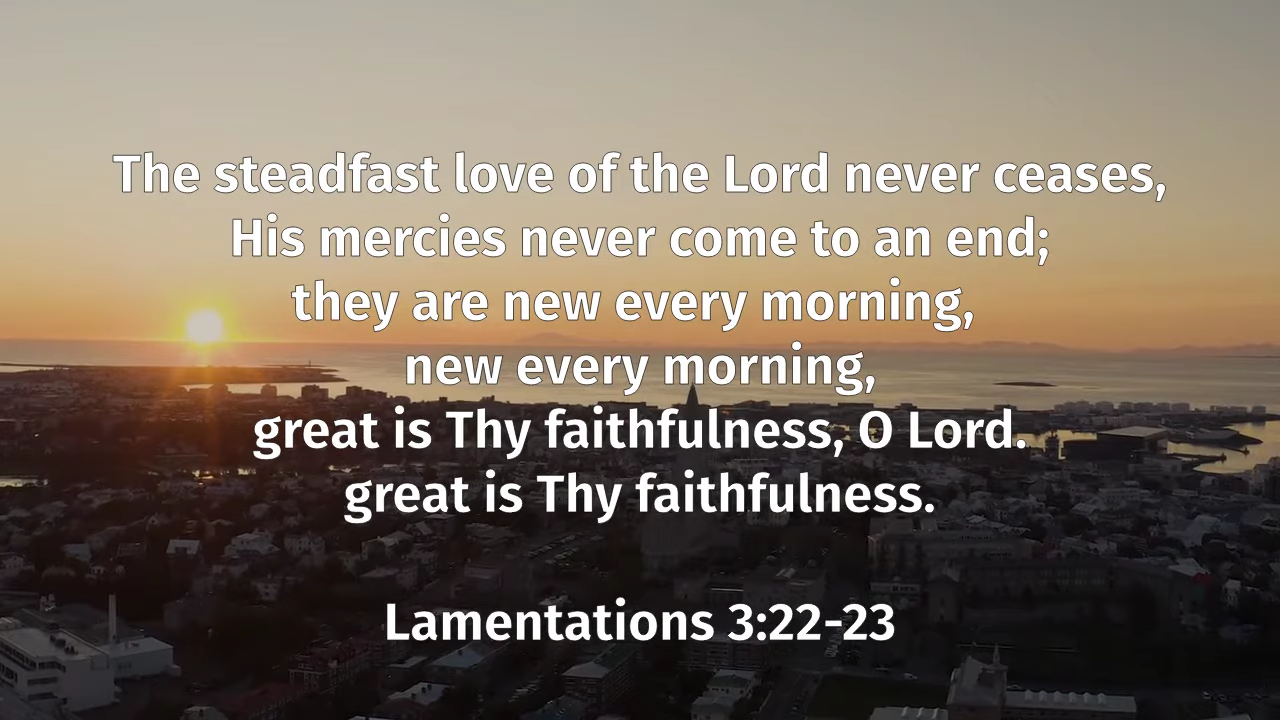 The steadfast love of the Lord never ceases,
His mercies never come to an end;
they are new every morning,
new every morning,
great is Thy faithfulness, O Lord.
great is Thy faithfulness.
Lamentations 3:22-23